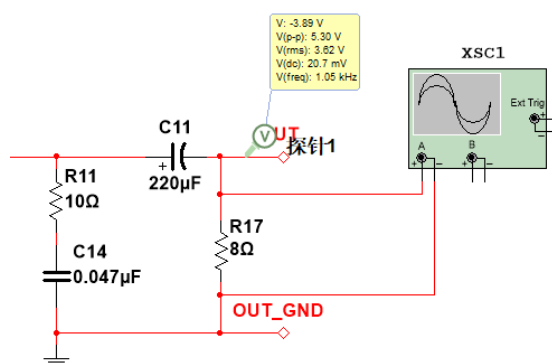 V: -3.89 V
V(p-p): 5.30 V
V(rms): 3.62 V
V(dc): 20.7 mV
V(freq): 1.05 kHz
XSC1
Ext Trig
+
A
B
+
−
+
−
C11
V
UT
探针1
+
220µF
R11
10Ω
R17
8Ω
C14
0.047µF
OUT_GND